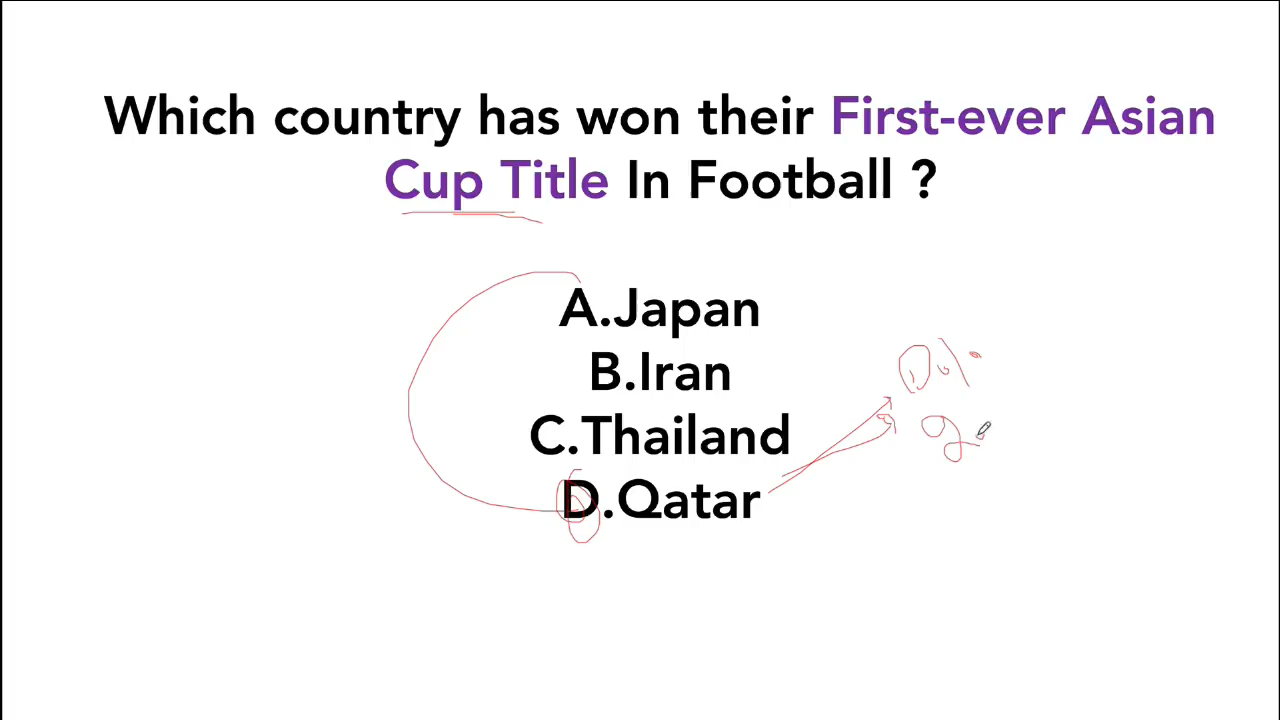 Which country has won their First-ever Asian
Cup Title In Football ?
A.Japan
B.Iran
C.Thailand
D.Qatar